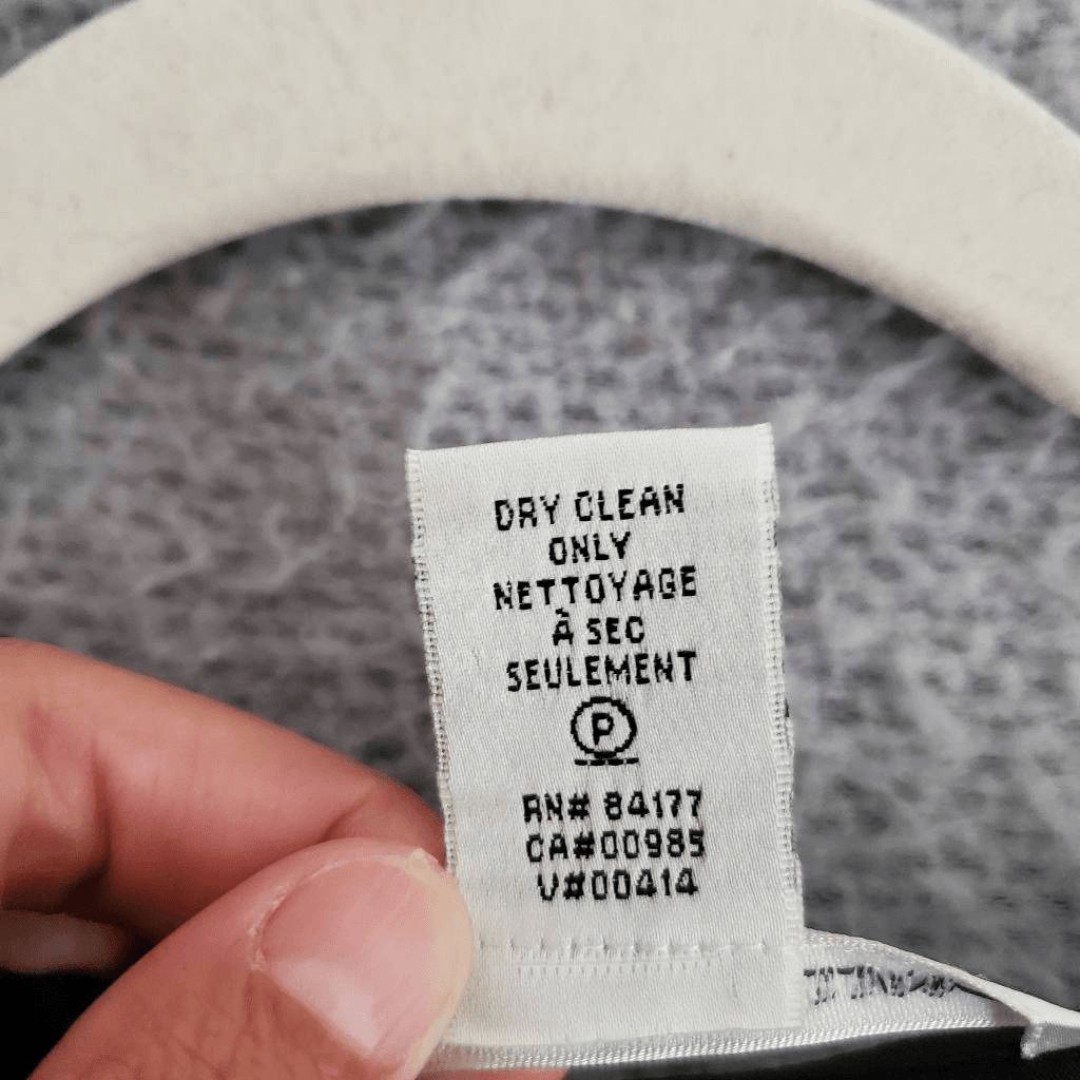 DRY CLEAN
ONLY
NETTOYAGE
À SEC
SEULEMENT
P
RN# 84177
CA#00985
V#00414